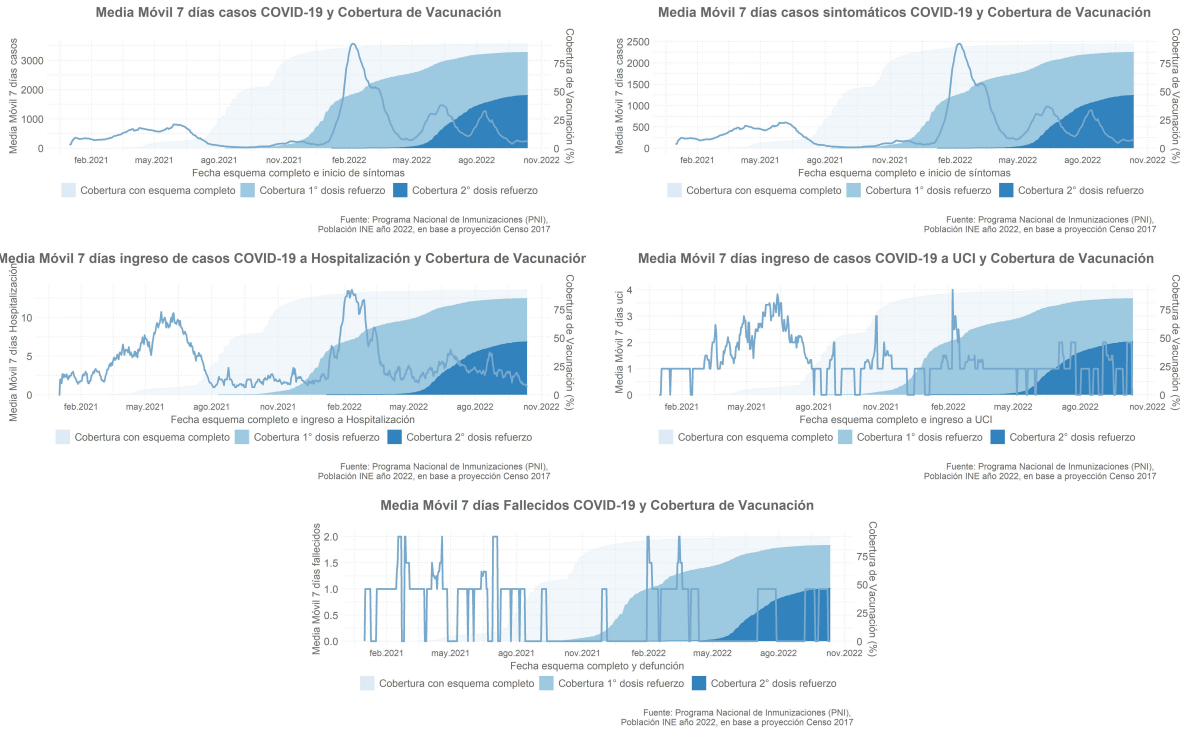 Media Móvil 7 días casos COVID-19 y Cobertura de Vacunación
Media Móvil 7 días casos
3000
2000
1000
0
75
50
25
0
Cobertura de Vacunación (%)
feb.2021 may.2021 ago.2021 nov.2021 feb.2022 may.2022 ago.2022 nov.2022
Fecha esquema completo e inicio de síntomas
Cobertura con esquema completo Cobertura 1° dosis refuerzo Cobertura 2° dosis refuerzo
Fuente: Programa Nacional de Inmunizaciones (PNI),
Población INE año 2022, en base a proyección Censo 2017
Media Móvil 7 días casos sintomáticos COVID-19 y Cobertura de Vacunación
Media Móvil 7 días casos
2500
2000
1500
1000
500
0
75
50
25
0
Cobertura de Vacunación (%)
feb.2021 may.2021 ago.2021 nov.2021 feb.2022 may.2022 ago.2022 nov.2022
Fecha esquema completo e inicio de síntomas
Cobertura con esquema completo Cobertura 1° dosis refuerzo Cobertura 2° dosis refuerzo
Fuente: Programa Nacional de Inmunizaciones (PNI),
Población INE año 2022, en base a proyección Censo 2017
Media Móvil 7 días ingreso de casos COVID-19 a Hospitalización y Cobertura de Vacunación
Media Móvil 7 días Hospitalización
10
5
0
75
50
25
0
Cobertura de Vacunación (%)
feb.2021 may.2021 ago.2021 nov.2021 feb.2022 may.2022 ago.2022 nov.2022
Fecha esquema completo e ingreso a Hospitalización
Cobertura con esquema completo Cobertura 1° dosis refuerzo Cobertura 2° dosis refuerzo
Fuente: Programa Nacional de Inmunizaciones (PNI),
Población INE año 2022, en base a proyección Censo 2017
Media Móvil 7 días ingreso de casos COVID-19 a UCI y Cobertura de Vacunación
Media Móvil 7 días uci
4
3
2
1
0
75
50
25
0
Cobertura de Vacunación (%)
feb.2021 may.2021 ago.2021 nov.2021 feb.2022 may.2022 ago.2022 nov.2022
Fecha esquema completo e ingreso a UCI
Cobertura con esquema completo Cobertura 1° dosis refuerzo Cobertura 2° dosis refuerzo
Fuente: Programa Nacional de Inmunizaciones (PNI),
Población INE año 2022, en base a proyección Censo 2017
Media Móvil 7 días Fallecidos COVID-19 y Cobertura de Vacunación
Media Móvil 7 días fallecidos
2.0
1.5
1.0
0.5
0.0
75
50
25
0
Cobertura de Vacunación (%)
feb.2021 may.2021 ago.2021 nov.2021 feb.2022 may.2022 ago.2022 nov.2022
Fecha esquema completo y defunción
Cobertura con esquema completo Cobertura 1° dosis refuerzo Cobertura 2° dosis refuerzo
Fuente: Programa Nacional de Inmunizaciones (PNI),
Población INE año 2022, en base a proyección Censo 2017